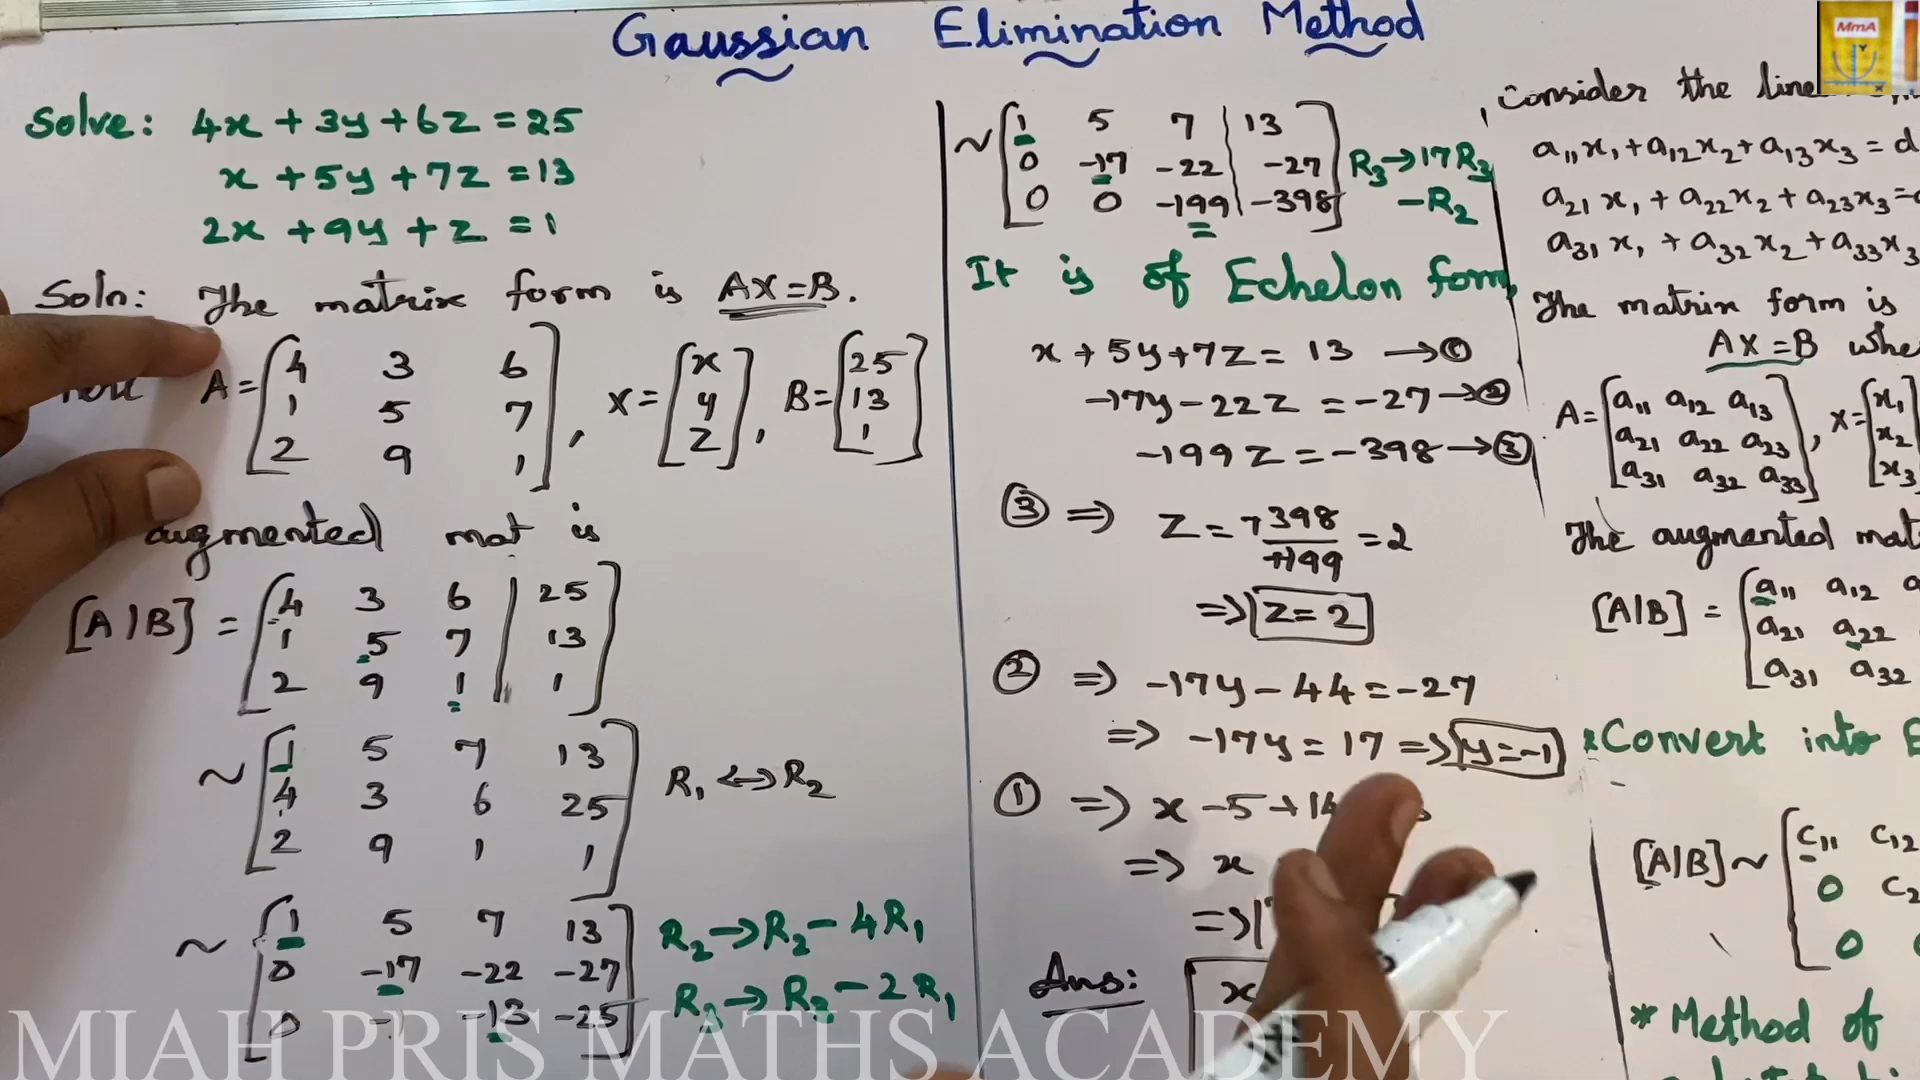 Gaussian Elimination Method
Solve: 4x + 3y + 6z = 25
x + 5y + 7z = 13
2x + 9y + z = 1
Soln: The matrix form is AX=B.
A = [4 3 6
1 5 7
2 9 1], X = [x
y
z], B = [25
13
1]
augmented mat is
[A|B] = [4 3 6 | 25
1 5 7 | 13
2 9 1 | 1]
~ [1 5 7 13
4 3 6 25
2 9 1 1] R₁ ↔ R₂
~ [1 5 7 13
0 -17 -22 -27
0 -1 -13 -25] R₂ → R₂ - 4R₁
R₃ → R₃ - 2R₁
~ [1 5 7 | 13
0 -17 -22 | -27
0 0 -199 | -398] R₃ → 17R₃
- R₂
It is of Echelon form,
x + 5y + 7z = 13 → ①
-17y - 22z = -27 → ②
-199z = -398 → ③
③ ⇒ z = -398/-199 = 2
⇒ z = 2
② ⇒ -17y - 44 = -27
⇒ -17y = 17 ⇒ y = -1
① ⇒ x - 5 + 14
⇒ x
⇒
Ans: x
consider the
a₁₁x₁ + a₁₂x₂ + a₁₃x₃ = d
a₂₁x₁ + a₂₂x₂ + a₂₃x₃ =
a₃₁x₁ + a₃₂x₂ + a₃₃x₃
The matrix form is
AX = B
A = [a₁₁ a₁₂ a₁₃
a₂₁ a₂₂ a₂₃
a₃₁ a₃₂ a₃₃], X = [x₁
x₂
x₃
The augmented
[A|B] = [a₁₁ a₁₂
a₂₁ a₂₂
a₃₁ a₃₂
*Convert into E
[A|B] ~ [c₁₁ c₁₂
0
0
* Method of
MmA
MIAH PRIS MATHS ACADEMY